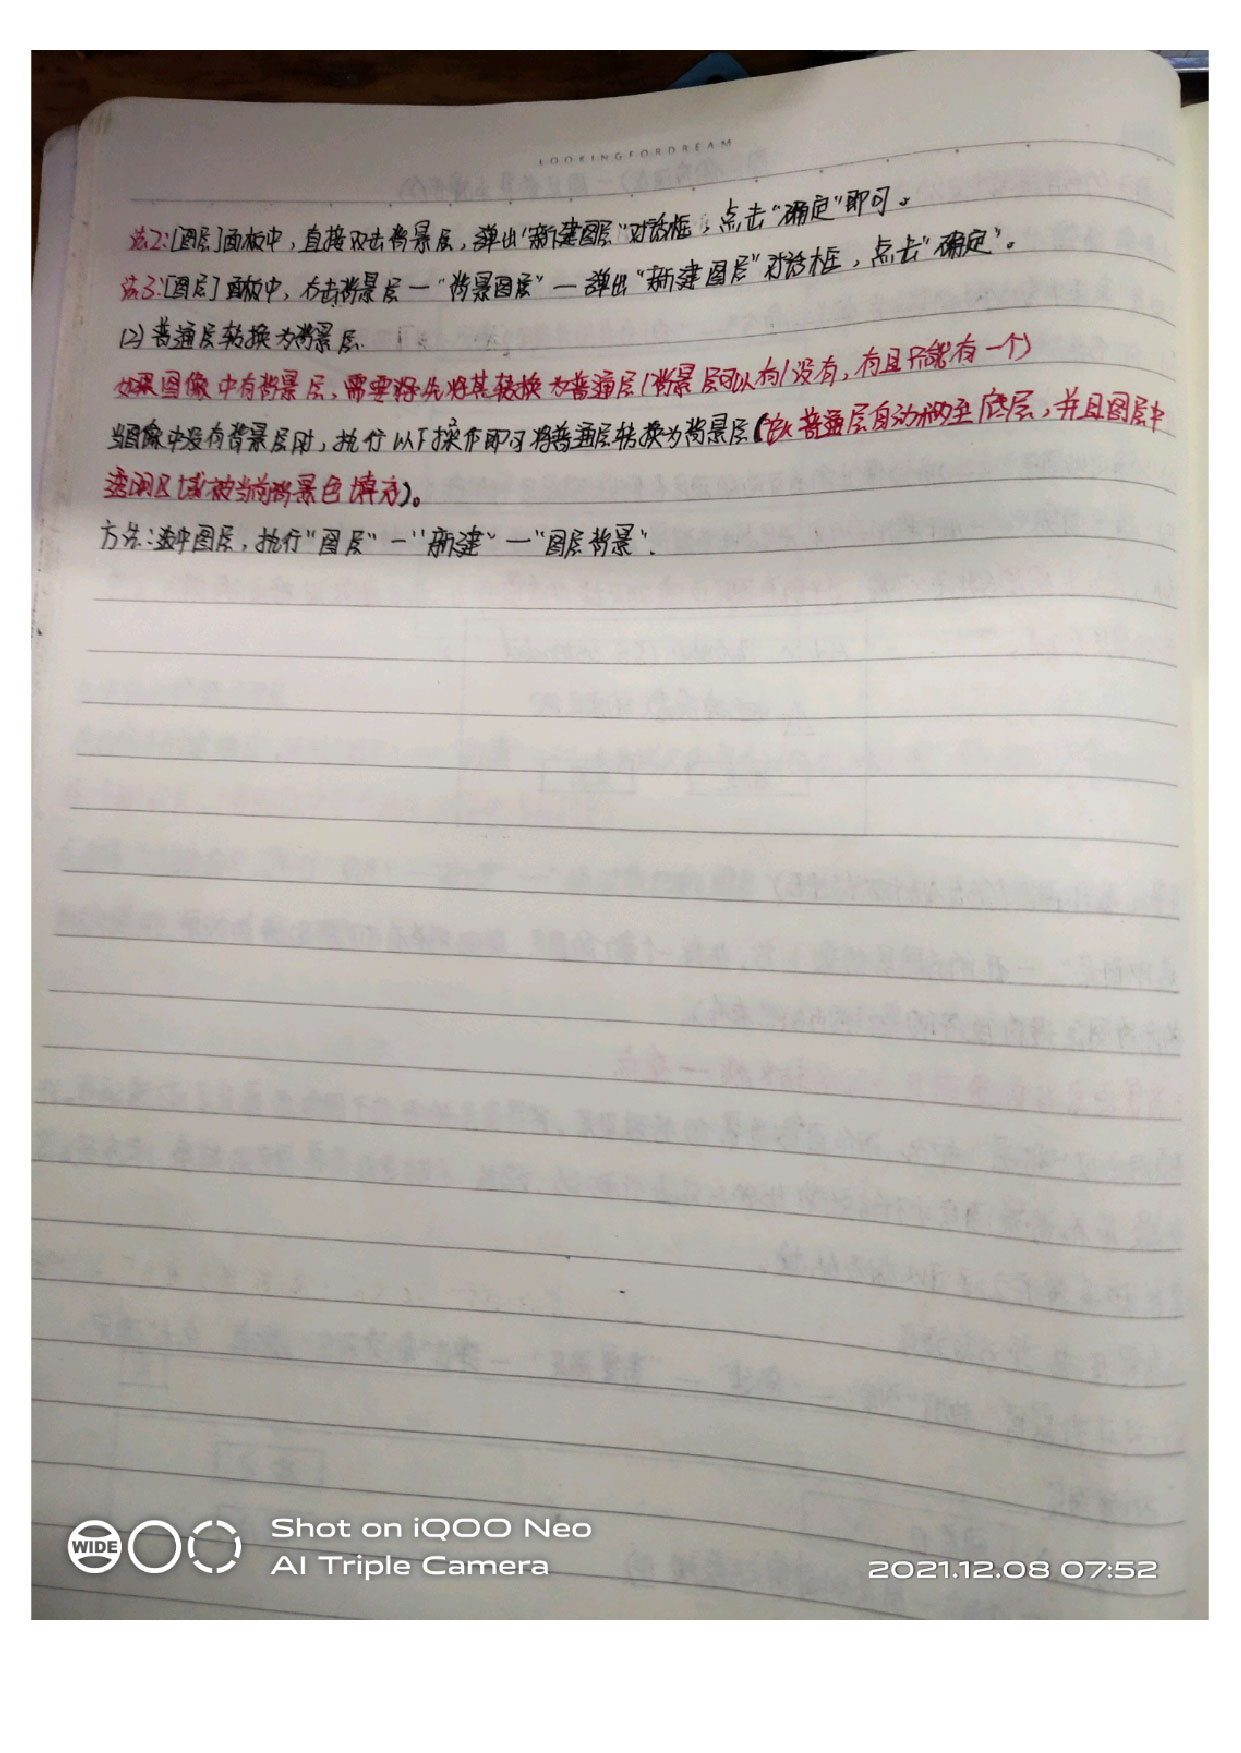 LOOKINGFORDREAM
法2:[图层]面板中，直接双击背景层，弹出"新建图层"对话框，点击"确定"即可。
法3:[图层]面板中，右击背景层一"背景图层"一弹出"新建图层"对话框，点击"确定"。
(2)普通层转换为背景层.
如果图像中有背景层，需要先将其转换为普通层(背景层可以有/没有，有且只能有一个)
当图像中没有背景层时，执行以下操作即可将普通层转换为背景层(该普通层自动移至底层，并且图层中
透明区域被当前背景色填充)。
方法:选中图层，执行"图层"一"新建"一"图层背景".
WIDE
Shot on iQOO Neo
AI Triple Camera
2021.12.08 07:52